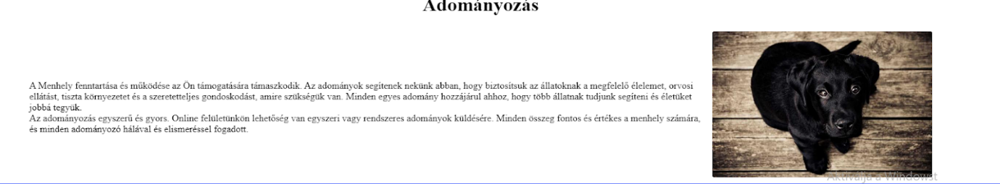 Adományozás
A Menhely fenntartása és működése az Ön támogatására támaszkodik. Az adományok segítenek nekünk abban, hogy biztosítsuk az állatoknak a megfelelő élelemet, orvosi
ellátást, tiszta környezetet és a szeretetteljes gondoskodást, amire szükségük van. Minden egyes adomány hozzájárul ahhoz, hogy több állatnak tudjunk segíteni és életüket
jobbá tegyük.
Az adományozás egyszerű és gyors. Online felületünkön lehetőség van egyszeri vagy rendszeres adományok küldésére. Minden összeg fontos és értékes a menhely számára,
és minden adományozó hálával és elismeréssel fogadott.
Aktiválja a Windowst